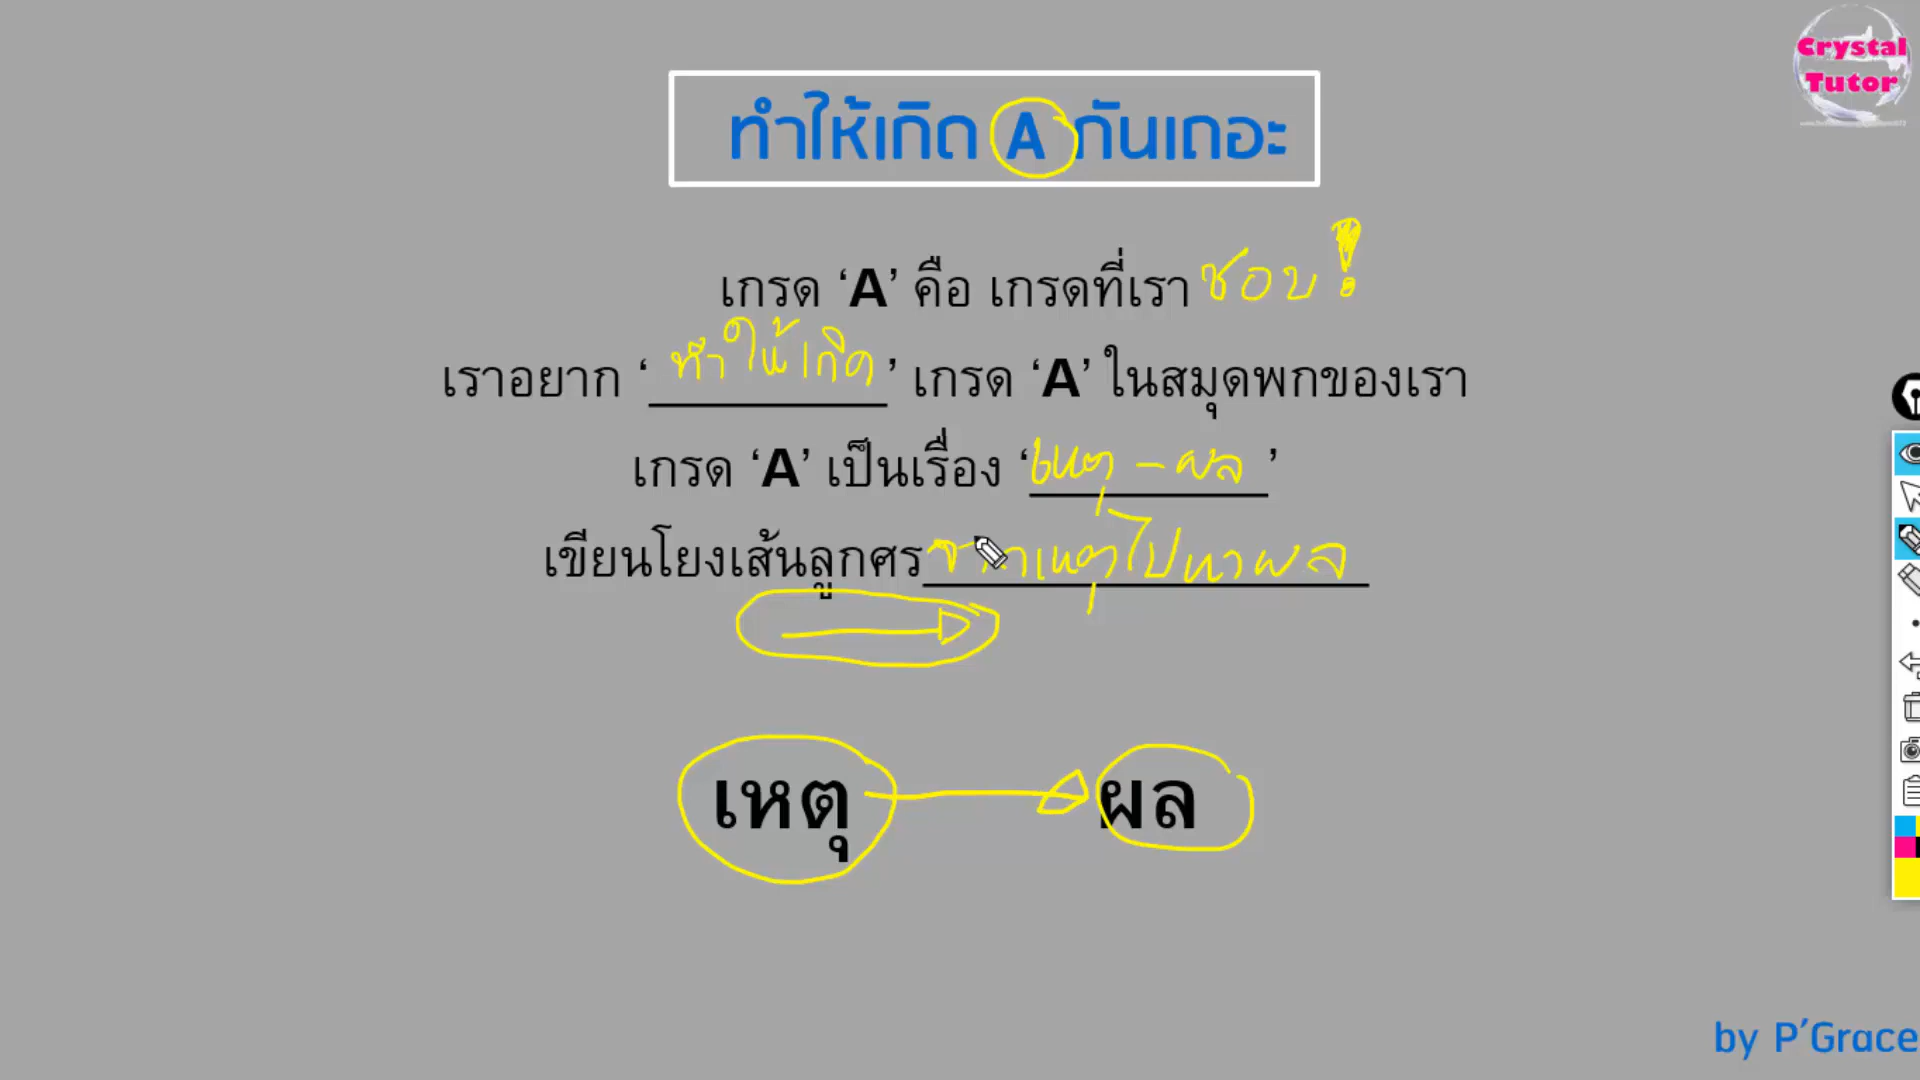 Crystal
Tutor
ทำให้เกิด A กันเถอะ
เกรด ‘A’ คือ เกรดที่เรา ชอบ!
เราอยาก ‘ ทำให้เกิด ’ เกรด ‘A’ ในสมุดพกของเรา
เกรด ‘A’ เป็นเรื่อง ‘เหตุ – ผล ’
เขียนโยงเส้นลูกศร จากเหตุไปหาผล
เหตุ ผล
by P’Grace